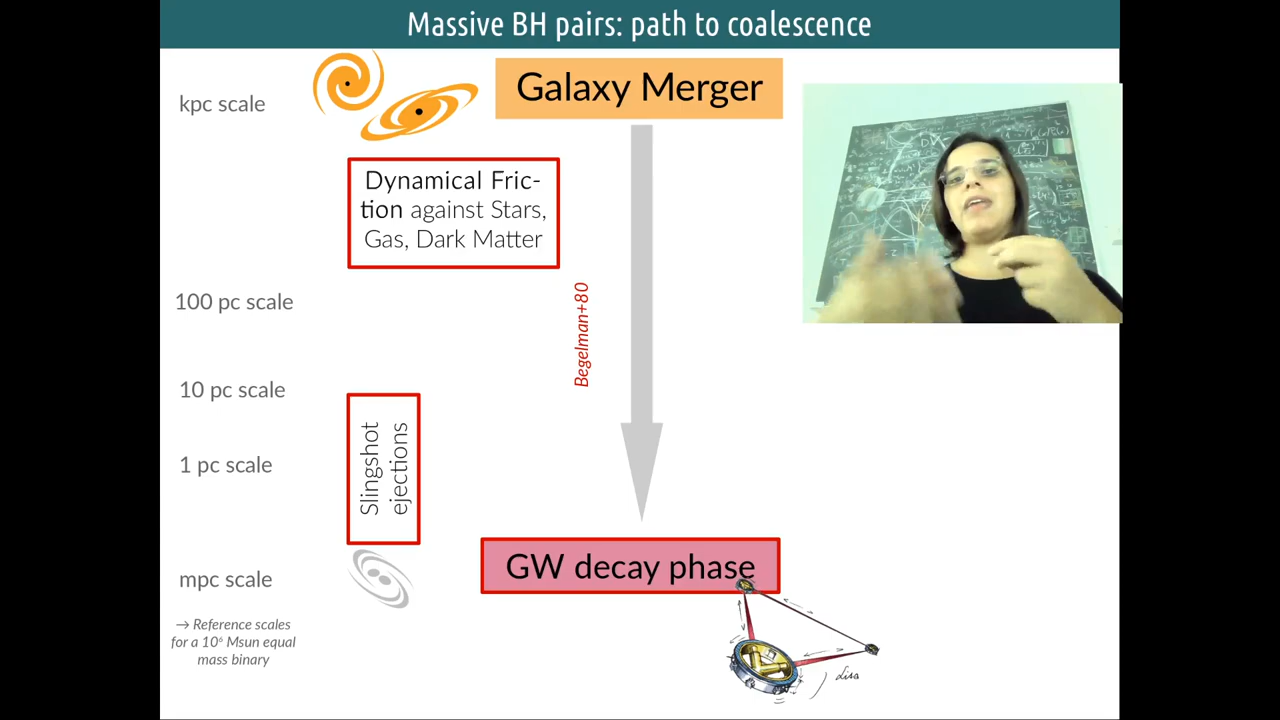 Massive BH pairs: path to coalescence
Galaxy Merger
kpc scale
Dynamical Fric-
tion against Stars,
Gas, Dark Matter
100 pc scale
Begelman+80
10 pc scale
Slingshot
ejections
1 pc scale
GW decay phase
mpc scale
→ Reference scales
for a 10⁶ Msun equal
mass binary
Lisa